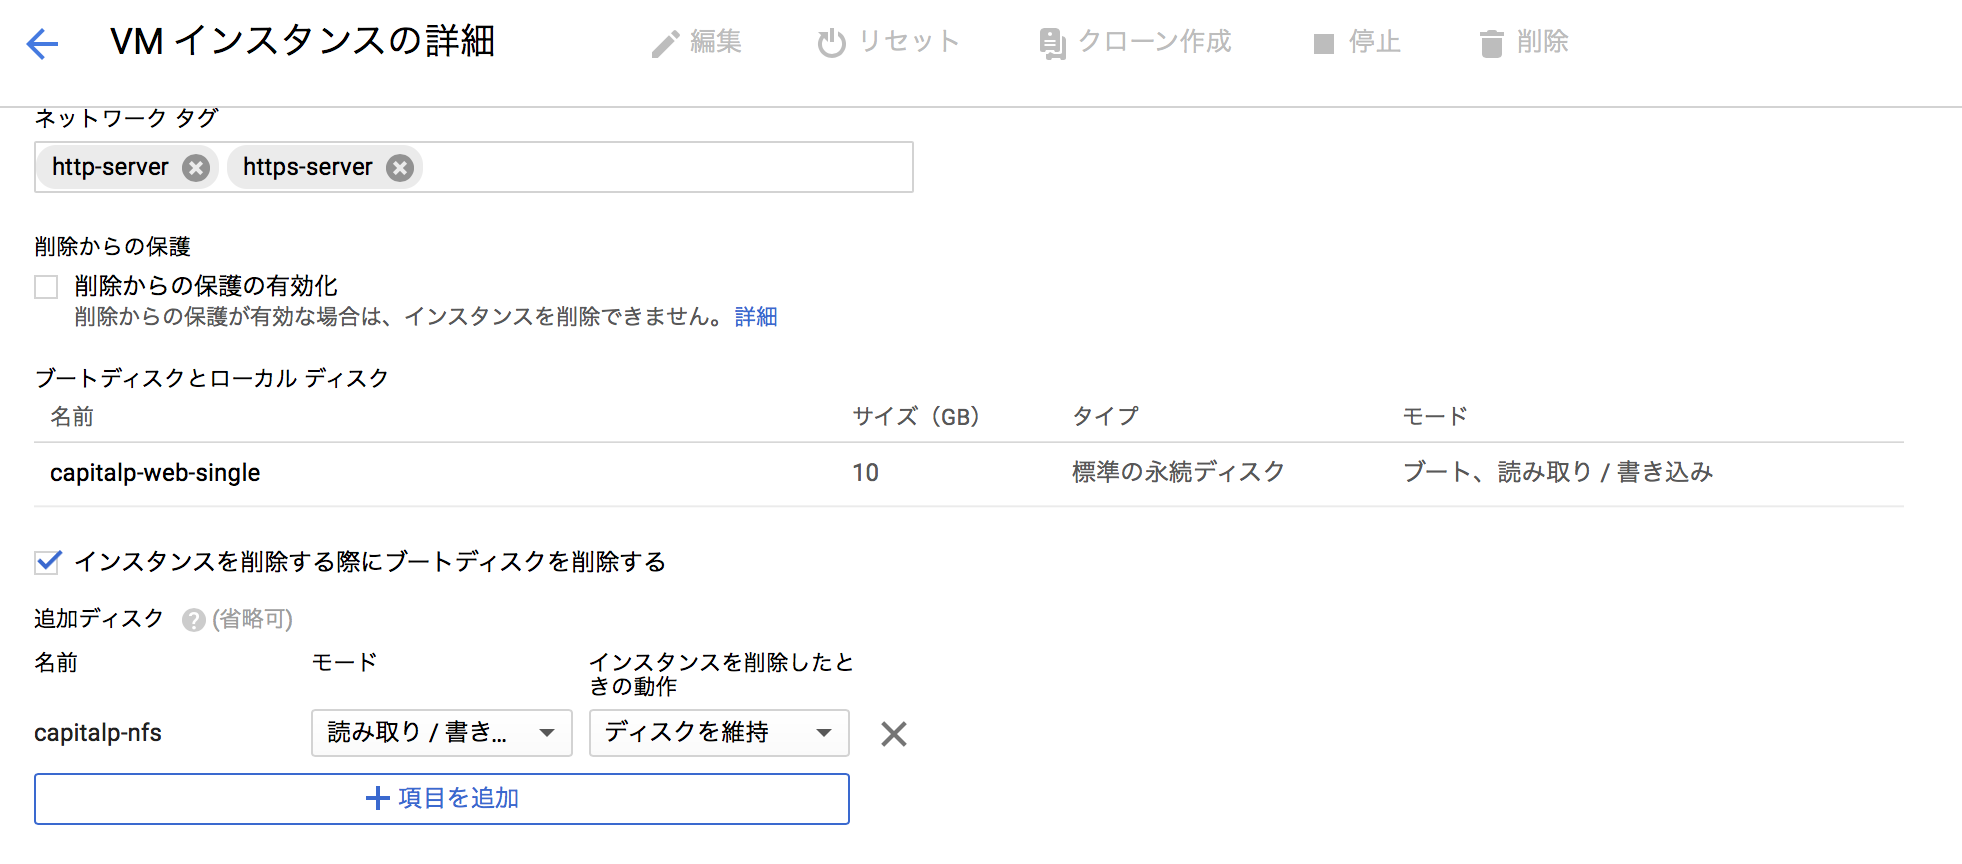 VM インスタンスの詳細 編集 リセット クローン作成 停止 削除
ネットワーク タグ
http-server https-server
削除からの保護
削除からの保護の有効化
削除からの保護が有効な場合は、インスタンスを削除できません。 詳細
ブートディスクとローカル ディスク
名前 サイズ（GB） タイプ モード
capitalp-web-single 10 標準の永続ディスク ブート、読み取り / 書き込み
インスタンスを削除する際にブートディスクを削除する
追加ディスク ? (省略可)
名前 モード インスタンスを削除したと
きの動作
capitalp-nfs 読み取り / 書き... ディスクを維持
項目を追加